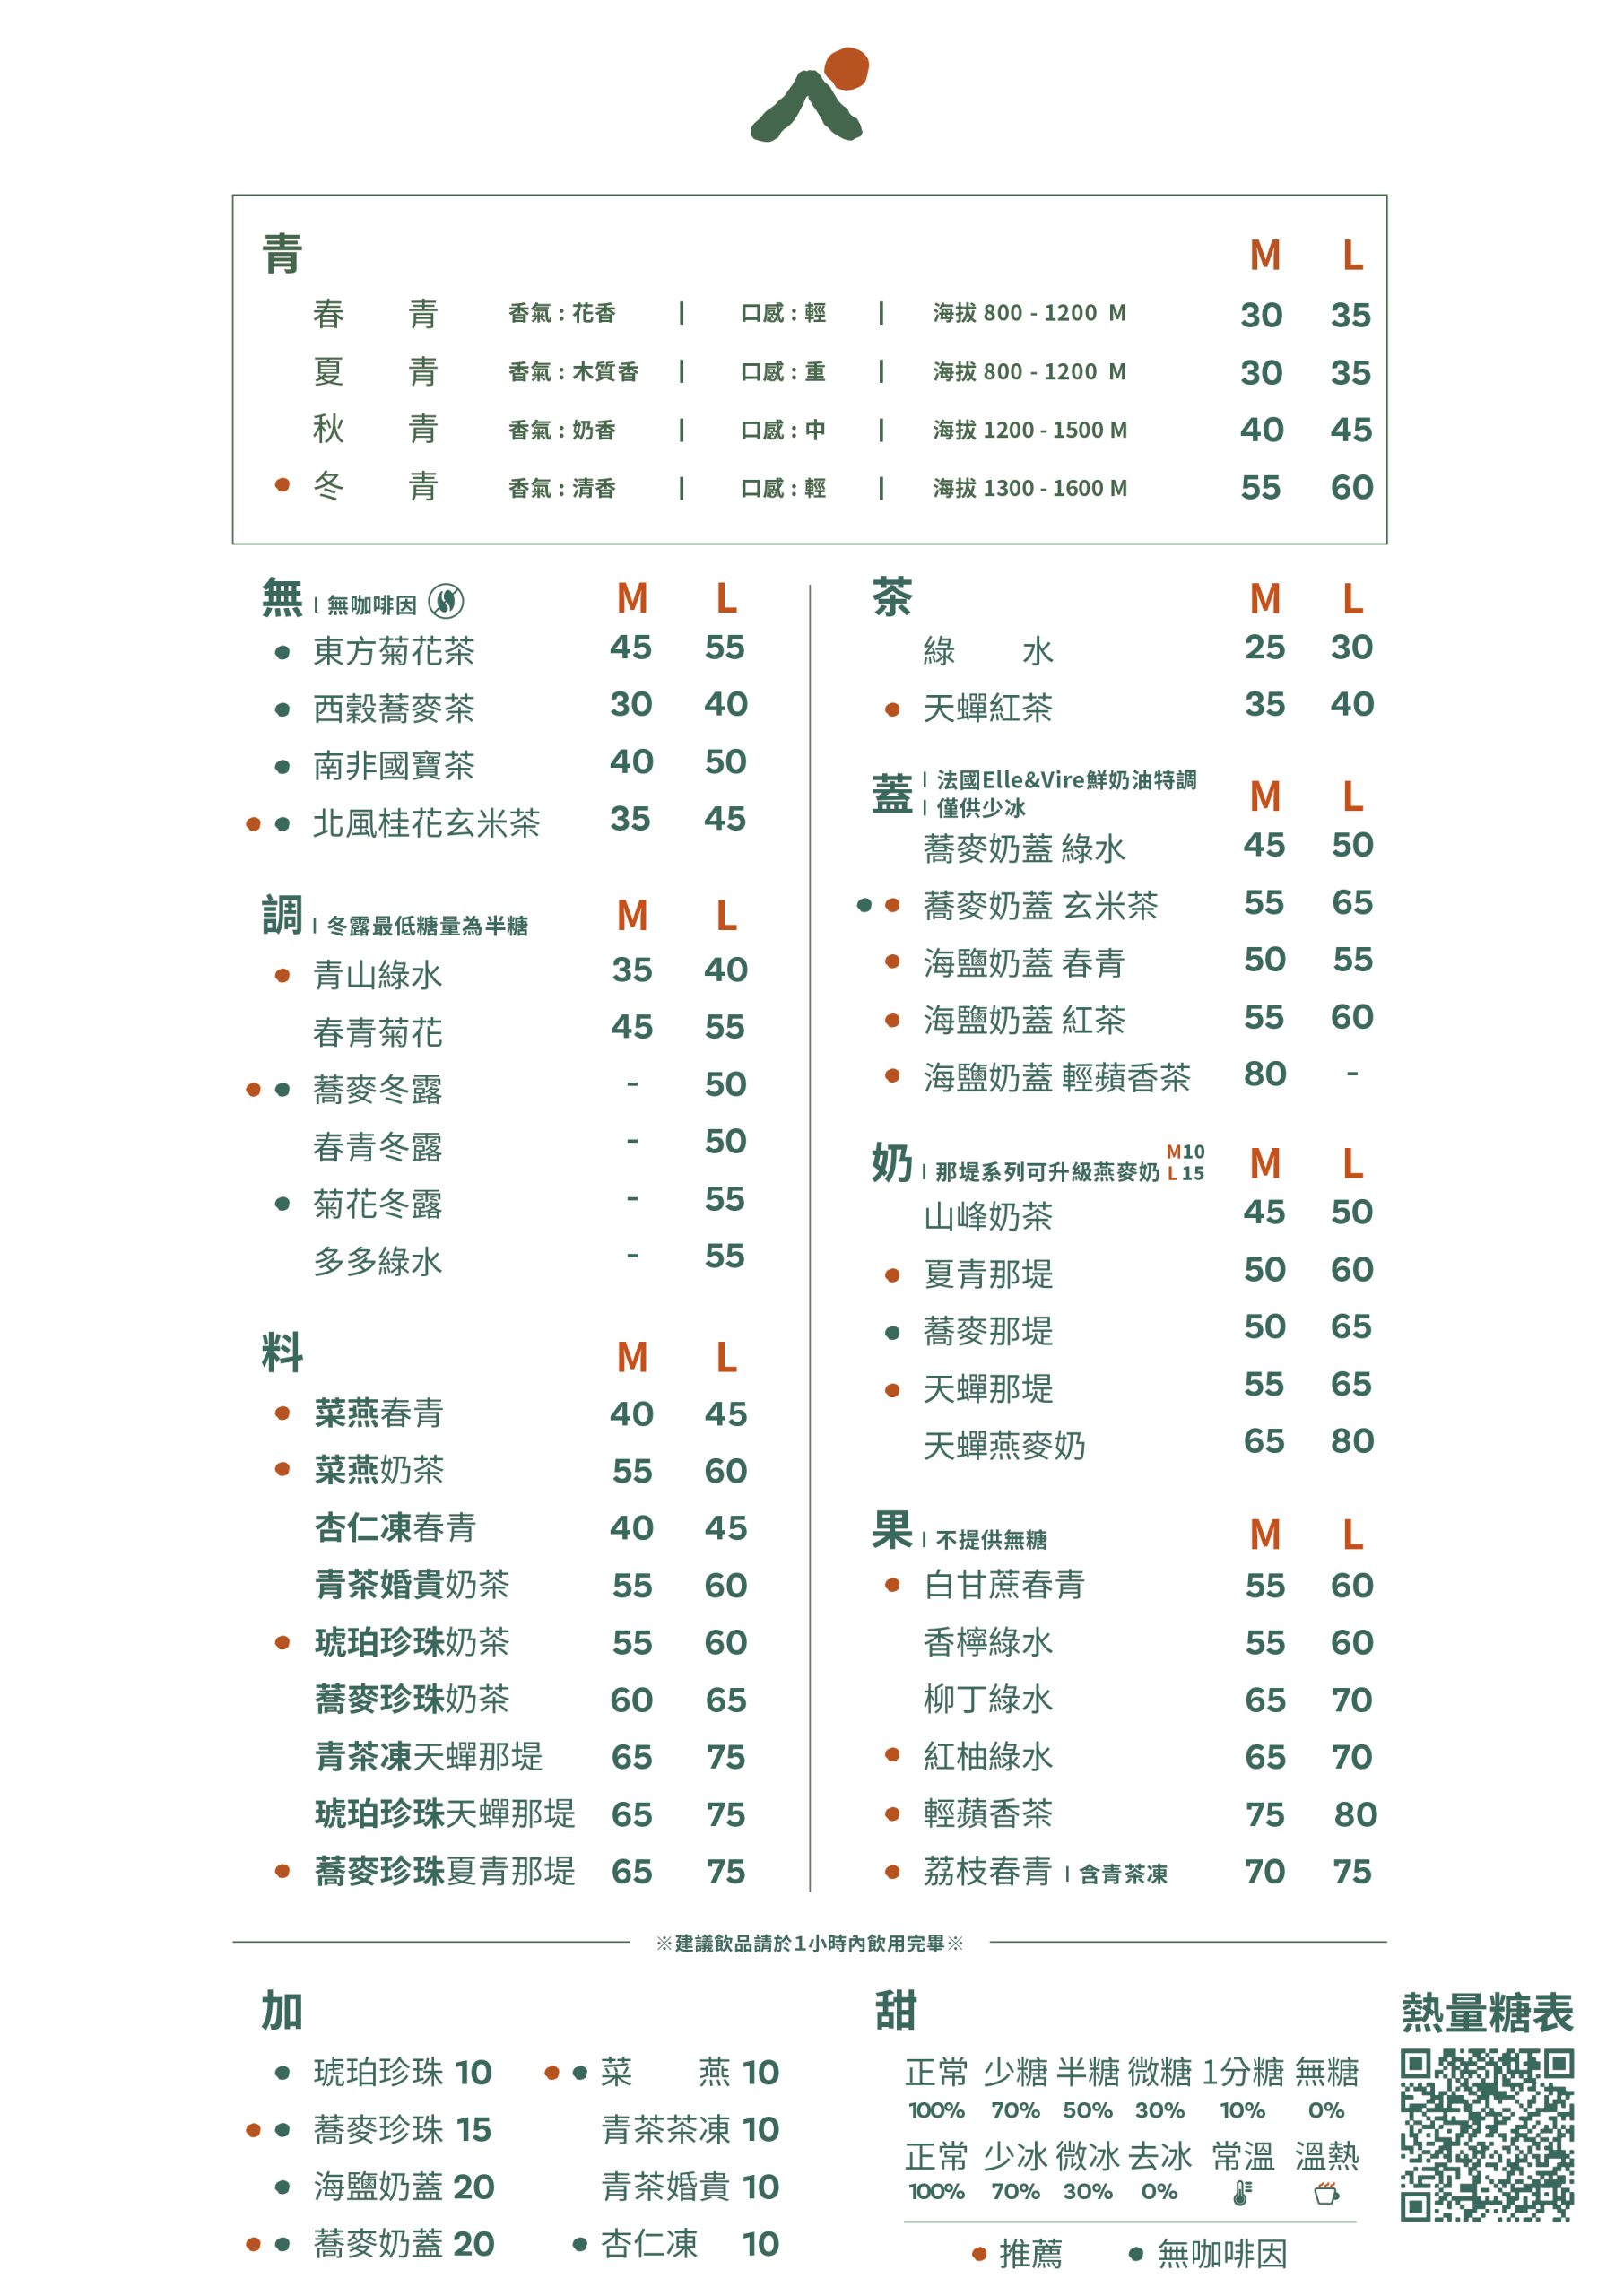 青 M L
春 青 香氣 : 花香 | 口感 : 輕 | 海拔 800 - 1200 M 30 35
夏 青 香氣 : 木質香 | 口感 : 重 | 海拔 800 - 1200 M 30 35
秋 青 香氣 : 奶香 | 口感 : 中 | 海拔 1200 - 1500 M 40 45
冬 青 香氣 : 清香 | 口感 : 輕 | 海拔 1300 - 1600 M 55 60
無 | 無咖啡因 M L
東方菊花茶 45 55
西穀蕎麥茶 30 40
南非國寶茶 40 50
北風桂花玄米茶 35 45
調 | 冬露最低糖量為半糖 M L
青山綠水 35 40
春青菊花 45 55
蕎麥冬露 - 50
春青冬露 - 50
菊花冬露 - 55
多多綠水 - 55
料 M L
菜燕春青 40 45
菜燕奶茶 55 60
杏仁凍春青 40 45
青茶婚貴奶茶 55 60
琥珀珍珠奶茶 55 60
蕎麥珍珠奶茶 60 65
青茶凍天蟬那堤 65 75
琥珀珍珠天蟬那堤 65 75
蕎麥珍珠夏青那堤 65 75
茶 M L
綠 水 25 30
天蟬紅茶 35 40
蓋 | 法國Elle&Vire鮮奶油特調 M L
| 僅供少冰
蕎麥奶蓋 綠水 45 50
蕎麥奶蓋 玄米茶 55 65
海鹽奶蓋 春青 50 55
海鹽奶蓋 紅茶 55 60
海鹽奶蓋 輕蘋香茶 80 -
奶 | 那堤系列可升級燕麥奶 M10 L 15 M L
山峰奶茶 45 50
夏青那堤 50 60
蕎麥那堤 50 65
天蟬那堤 55 65
天蟬燕麥奶 65 80
果 | 不提供無糖 M L
白甘蔗春青 55 60
香檸綠水 55 60
柳丁綠水 65 70
紅柚綠水 65 70
輕蘋香茶 75 80
荔枝春青 | 含青茶凍 70 75
※建議飲品請於1小時內飲用完畢※
加
琥珀珍珠 10 菜 燕 10
蕎麥珍珠 15 青茶茶凍 10
海鹽奶蓋 20 青茶婚貴 10
蕎麥奶蓋 20 杏仁凍 10
甜
正常 少糖 半糖 微糖 1分糖 無糖
100% 70% 50% 30% 10% 0%
正常 少冰 微冰 去冰 常溫 溫熱
100% 70% 30% 0%
推薦 無咖啡因
熱量糖表